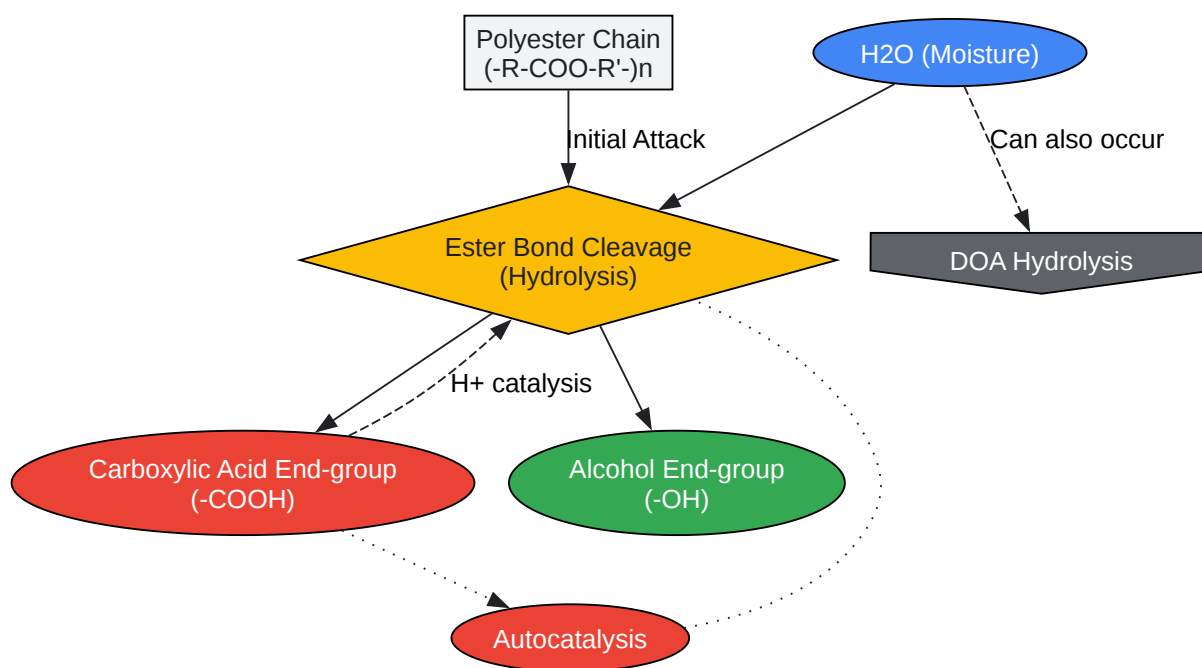 Polyester Chain
(-R-COO-R'-)n
H2O (Moisture)
Initial Attack
Can also occur
Ester Bond Cleavage
(Hydrolysis)
DOA Hydrolysis
H+ catalysis
Carboxylic Acid End-group
(-COOH)
Alcohol End-group
(-OH)
Autocatalysis